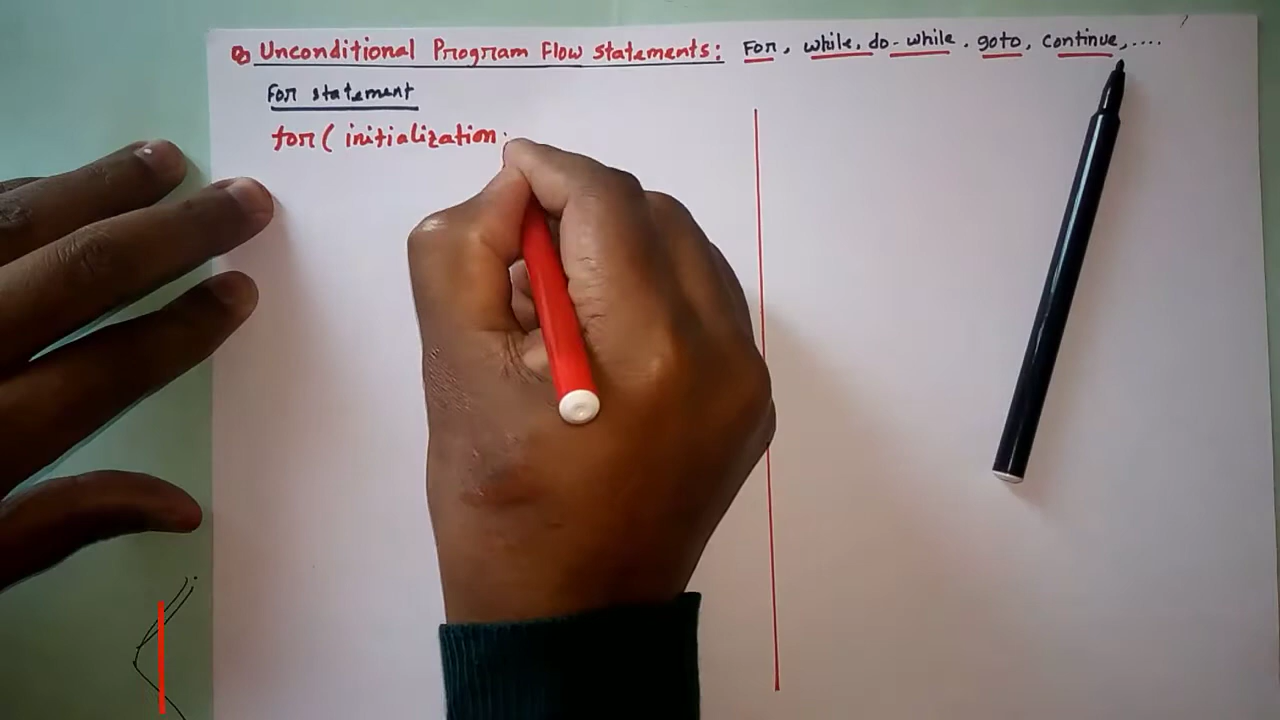 Unconditional Program Flow statements: For, while, do-while, goto, continue,....
For statement
for( initialization;